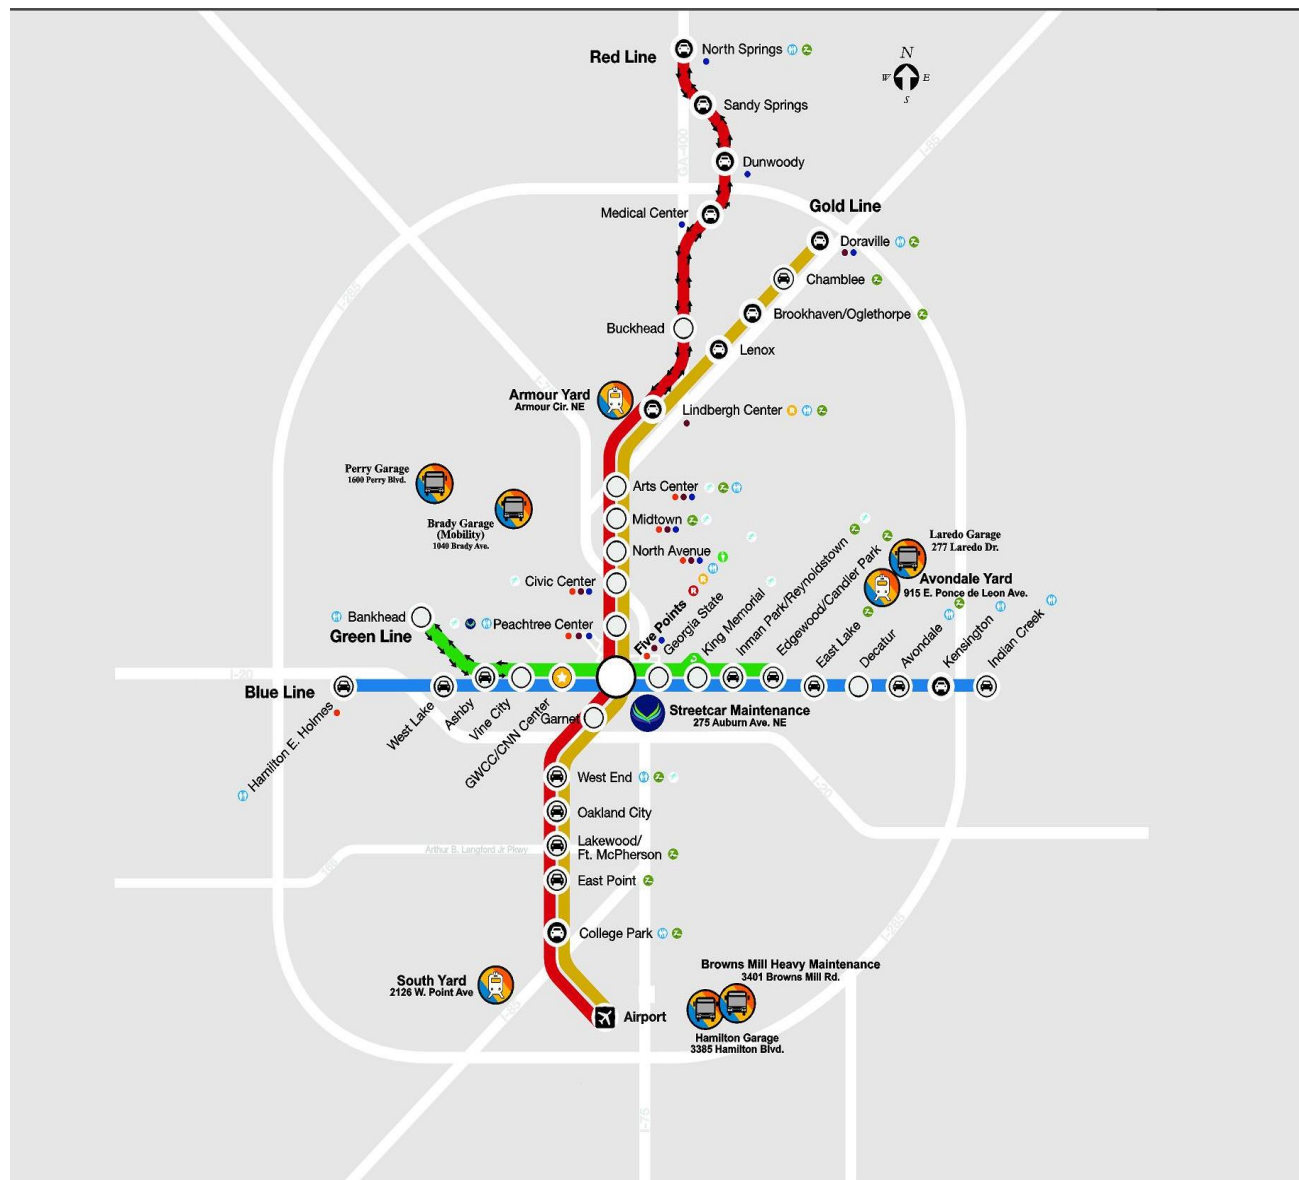 Red Line
North Springs
N
W
E
S
Sandy Springs
GA-400
I-85
Dunwoody
Gold Line
Medical Center
Doraville
Chamblee
I-285
Brookhaven/Oglethorpe
Buckhead
Lenox
Armour Yard
Armour Cir. NE
Lindbergh Center
Perry Garage
1600 Perry Blvd.
Arts Center
Brady Garage
(Mobility)
1040 Brady Ave.
Midtown
North Avenue
Laredo Garage
277 Laredo Dr.
Avondale Yard
915 E. Ponce de Leon Ave.
Civic Center
Bankhead
Green Line
Peachtree Center
Five Points
Georgia State
King Memorial
Inman Park/Reynoldstown
Edgewood/Candler Park
East Lake
Decatur
Avondale
Kensington
Indian Creek
I-20
Blue Line
Hamilton E. Holmes
West Lake
Ashby
Vine City
GWCC/CNN Center
Garnet
Streetcar Maintenance
275 Auburn Ave. NE
West End
I-20
Oakland City
Lakewood/
Ft. McPherson
Arthur B. Langford Jr Pkwy
East Point
College Park
I-285
Browns Mill Heavy Maintenance
3401 Browns Mill Rd.
South Yard
2126 W. Point Ave
Airport
Hamilton Garage
3385 Hamilton Blvd.
I-85
I-75